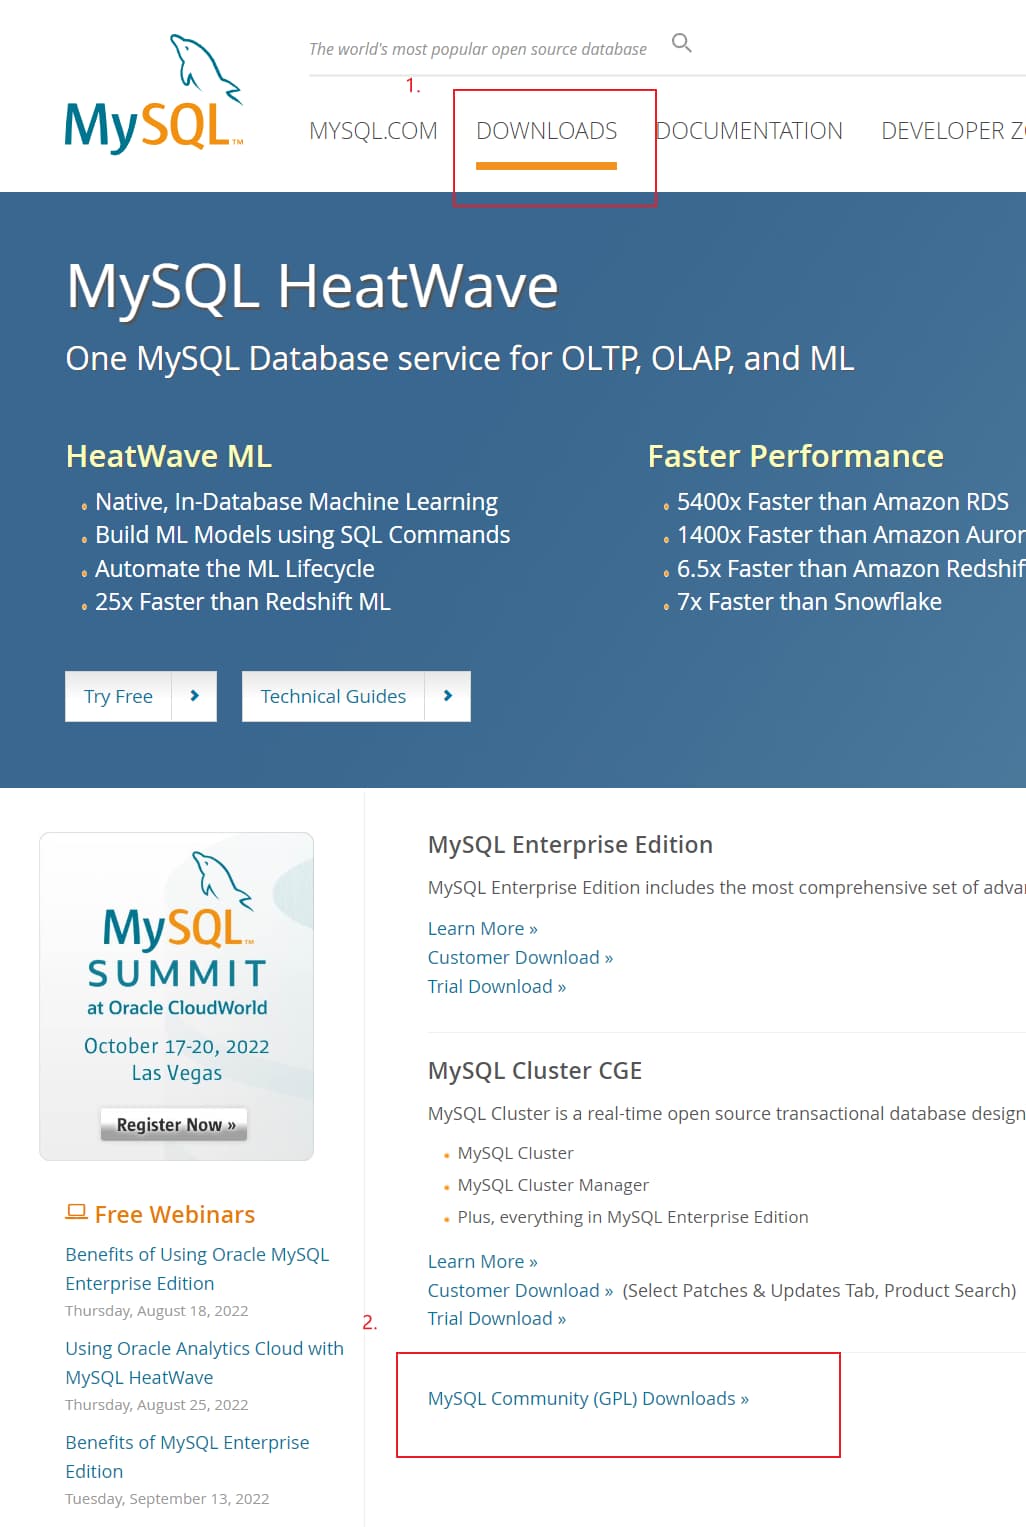 The world's most popular open source database
1.
MySQL™
MYSQL.COM DOWNLOADS DOCUMENTATION DEVELOPER ZO
MySQL HeatWave
One MySQL Database service for OLTP, OLAP, and ML
HeatWave ML
Native, In-Database Machine Learning
Build ML Models using SQL Commands
Automate the ML Lifecycle
25x Faster than Redshift ML
Faster Performance
5400x Faster than Amazon RDS
1400x Faster than Amazon Auror
6.5x Faster than Amazon Redshif
7x Faster than Snowflake
Try Free
Technical Guides
MySQL™
SUMMIT
at Oracle CloudWorld
October 17-20, 2022
Las Vegas
Register Now »
Free Webinars
Benefits of Using Oracle MySQL
Enterprise Edition
Thursday, August 18, 2022
Using Oracle Analytics Cloud with
MySQL HeatWave
Thursday, August 25, 2022
Benefits of MySQL Enterprise
Edition
Tuesday, September 13, 2022
MySQL Enterprise Edition
MySQL Enterprise Edition includes the most comprehensive set of adva
Learn More »
Customer Download »
Trial Download »
MySQL Cluster CGE
MySQL Cluster is a real-time open source transactional database design
MySQL Cluster
MySQL Cluster Manager
Plus, everything in MySQL Enterprise Edition
Learn More »
Customer Download » (Select Patches & Updates Tab, Product Search)
Trial Download »
2.
MySQL Community (GPL) Downloads »